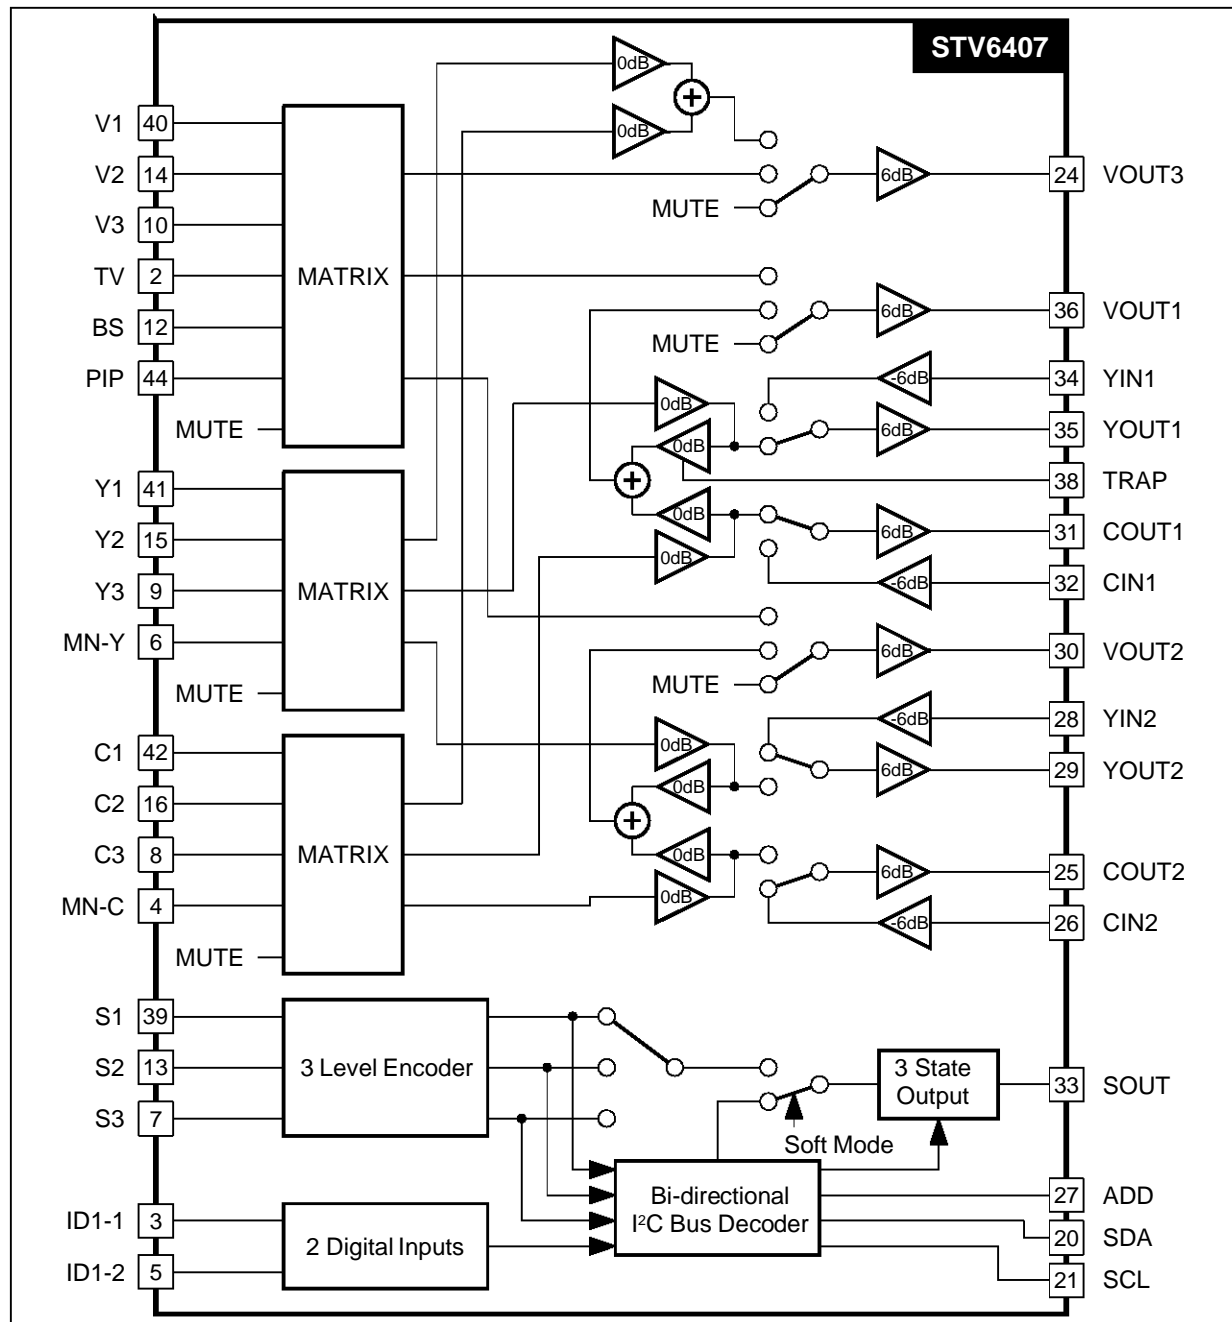 STV6407
0dB
V1 40
0dB
V2 14
MATRIX
MUTE
6dB
24 VOUT3
V3 10
TV 2
BS 12
MUTE
6dB
36 VOUT1
PIP 44
MUTE
0dB
-6dB
34 YIN1
0dB
6dB
35 YOUT1
38 TRAP
Y1 41
Y2 15
MATRIX
0dB
6dB
31 COUT1
Y3 9
0dB
-6dB
32 CIN1
MN-Y 6
MUTE
MUTE
6dB
30 VOUT2
C1 42
0dB
-6dB
28 YIN2
C2 16
MATRIX
0dB
6dB
29 YOUT2
C3 8
0dB
6dB
25 COUT2
MN-C 4
0dB
-6dB
26 CIN2
MUTE
S1 39
S2 13
3 Level Encoder
3 State
Output
33 SOUT
S3 7
Soft Mode
Bi-directional
I²C Bus Decoder
27 ADD
ID1-1 3
2 Digital Inputs
20 SDA
ID1-2 5
21 SCL